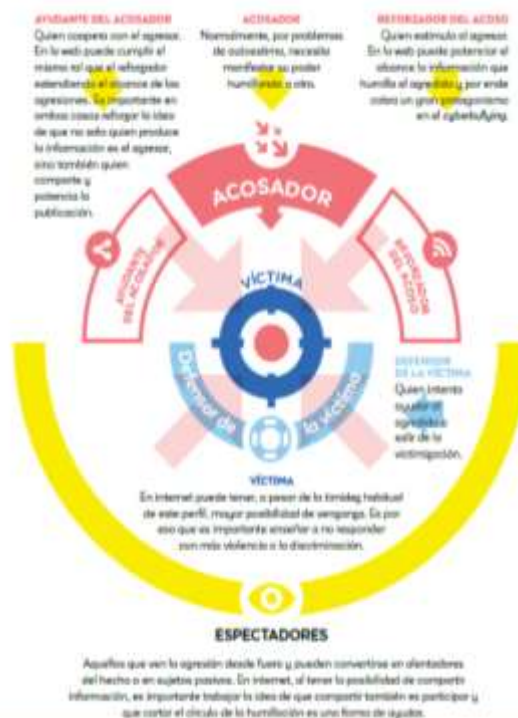 AYUDANTE DEL ACOSADOR
Quien coopera con el agresor.
En la web puede cumplir el
mismo rol que el reforzador
extendiendo el alcance de las
agresiones. Es importante en
ambos casos reforzar la idea
de que no solo quien produce
la información es el agresor,
sino también quien
comparte y
potencia la
publicación.
ACOSADOR
Normalmente, por problemas
de autoestima, necesita
manifestar su poder
humillando a otro.
REFORZADOR DEL ACOSO
Quien estimula al agresor.
En la web puede potenciar el
alcance la información que
humilla al agredido y por ende
cobra un gran protagonismo
en el cyberbullying.
ACOSADOR
AYUDANTE
DEL ACOSADOR
REFORZADOR
DEL ACOSO
VÍCTIMA
Defensor de la víctima
DEFENSOR
DE LA VÍCTIMA
Quien intenta
ayudar al
agredido a
salir de la
victimización.
VÍCTIMA
En internet puede tener, a pesar de la timidez habitual
de este perfil, mayor posibilidad de venganza. Es por
eso que es importante enseñar a no responder
con más violencia a la discriminación.
ESPECTADORES
Aquellos que ven la agresión desde fuera y pueden convertirse en alentadores
del hecho o en sujetos pasivos. En internet, al tener la posibilidad de compartir
información, es importante trabajar la idea de que compartir también es participar y
que cortar el círculo de la humillación es una forma de ayudar.